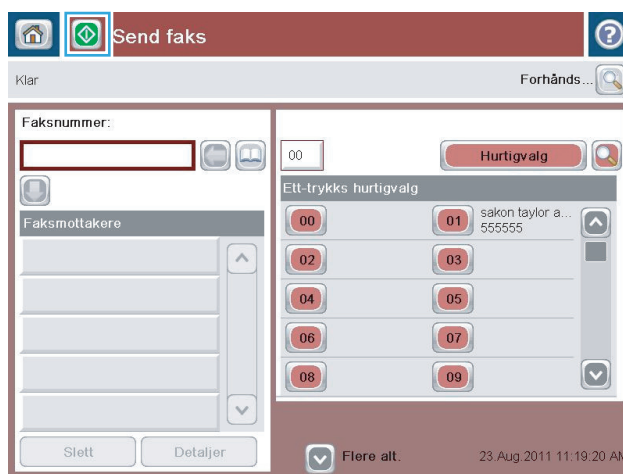 Send faks
Klar
Forhånds...
Faksnummer:
00
Hurtigvalg
Ett-trykks hurtigvalg
Faksmottakere
00
01 sakon taylor a...
555555
02 03
04 05
06 07
08 09
Slett Detaljer
Flere alt.
23.Aug.2011 11:19:20 AM